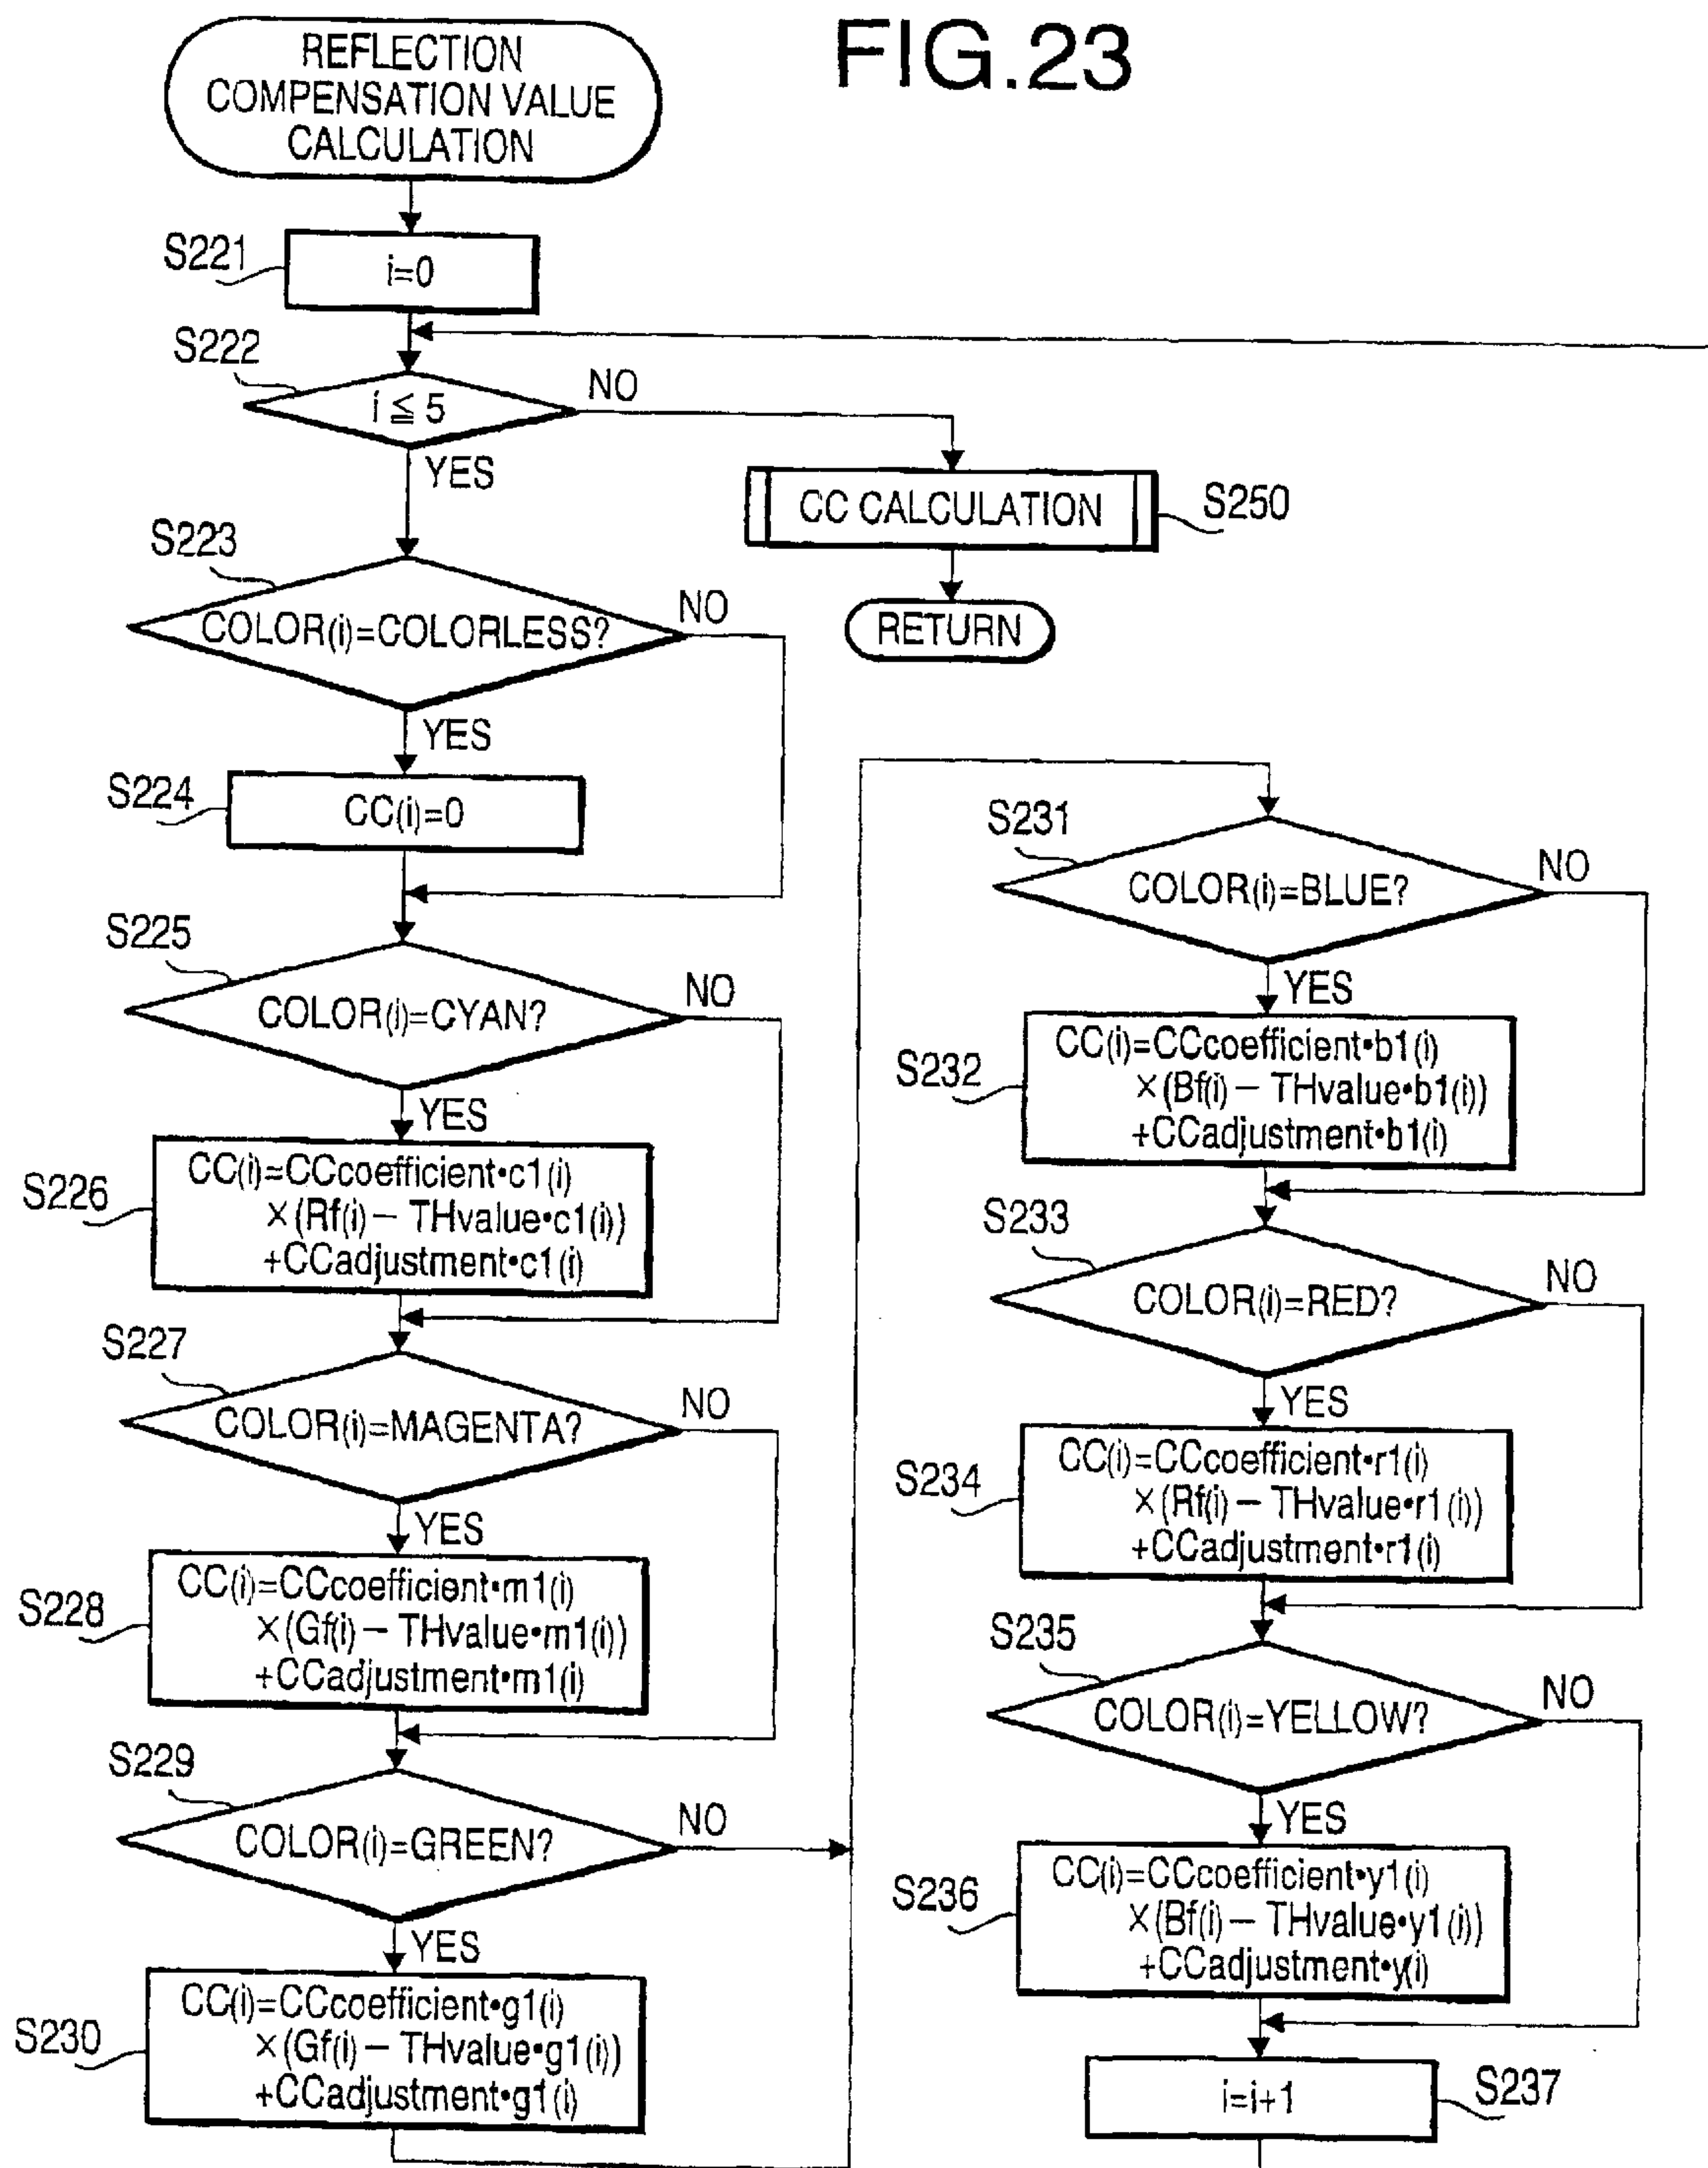 FIG.23
REFLECTION
COMPENSATION VALUE
CALCULATION
S221
i=0
S222
i ≦ 5
NO
YES
CC CALCULATION
S250
RETURN
S223
COLOR(i)=COLORLESS?
NO
YES
S224
CC(i)=0
S225
COLOR(i)=CYAN?
NO
YES
S226
CC(i)=CCcoefficient•c1(i)
×(Rf(i)− THvalue•c1(i))
+CCadjustment•c1(i)
S227
COLOR(i)=MAGENTA?
NO
YES
S228
CC(i)=CCcoefficient•m1(i)
×(Gf(i)− THvalue•m1(i))
+CCadjustment•m1(i)
S229
COLOR(i)=GREEN?
NO
YES
S230
CC(i)=CCcoefficient•g1(i)
×(Gf(i)− THvalue•g1(i))
+CCadjustment•g1(i)
S231
COLOR(i)=BLUE?
NO
YES
S232
CC(i)=CCcoefficient•b1(i)
×(Bf(i)− THvalue•b1(i))
+CCadjustment•b1(i)
S233
COLOR(i)=RED?
NO
YES
S234
CC(i)=CCcoefficient•r1(i)
×(Rf(i)− THvalue•r1(i))
+CCadjustment•r1(i)
S235
COLOR(i)=YELLOW?
NO
YES
S236
CC(i)=CCcoefficient•y1(i)
×(Bf(i)− THvalue•y1(i))
+CCadjustment•y(i)
i=i+1
S237